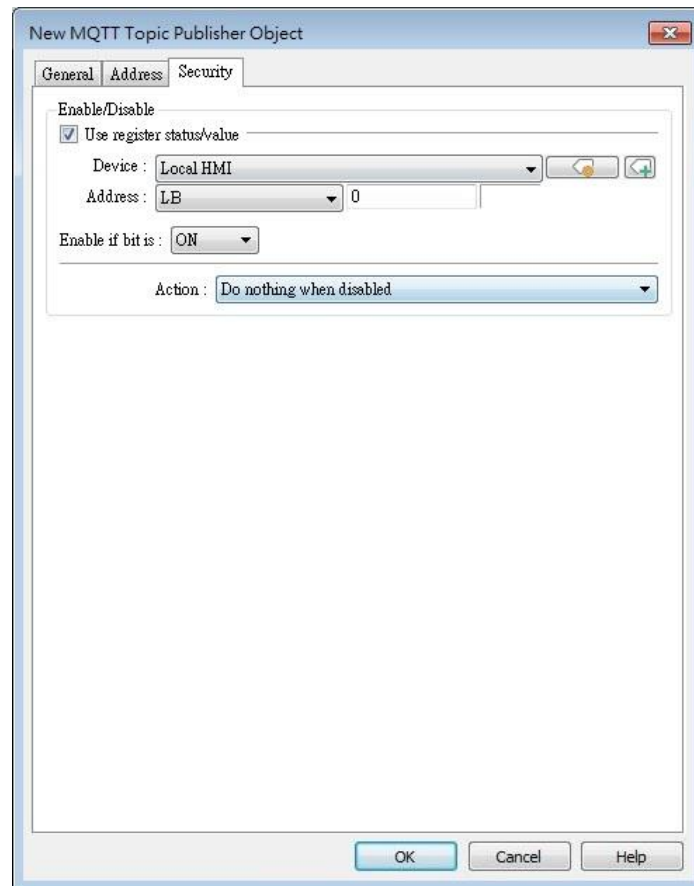 New MQTT Topic Publisher Object
General Address Security
Enable/Disable
Use register status/value
Device : Local HMI
Address : LB 0
Enable if bit is : ON
Action : Do nothing when disabled
OK Cancel Help